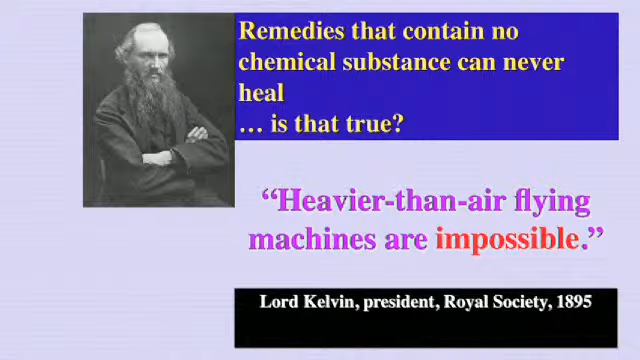 Remedies that contain no
chemical substance can never
heal
… is that true?
“Heavier-than-air flying
machines are impossible.”
Lord Kelvin, president, Royal Society, 1895